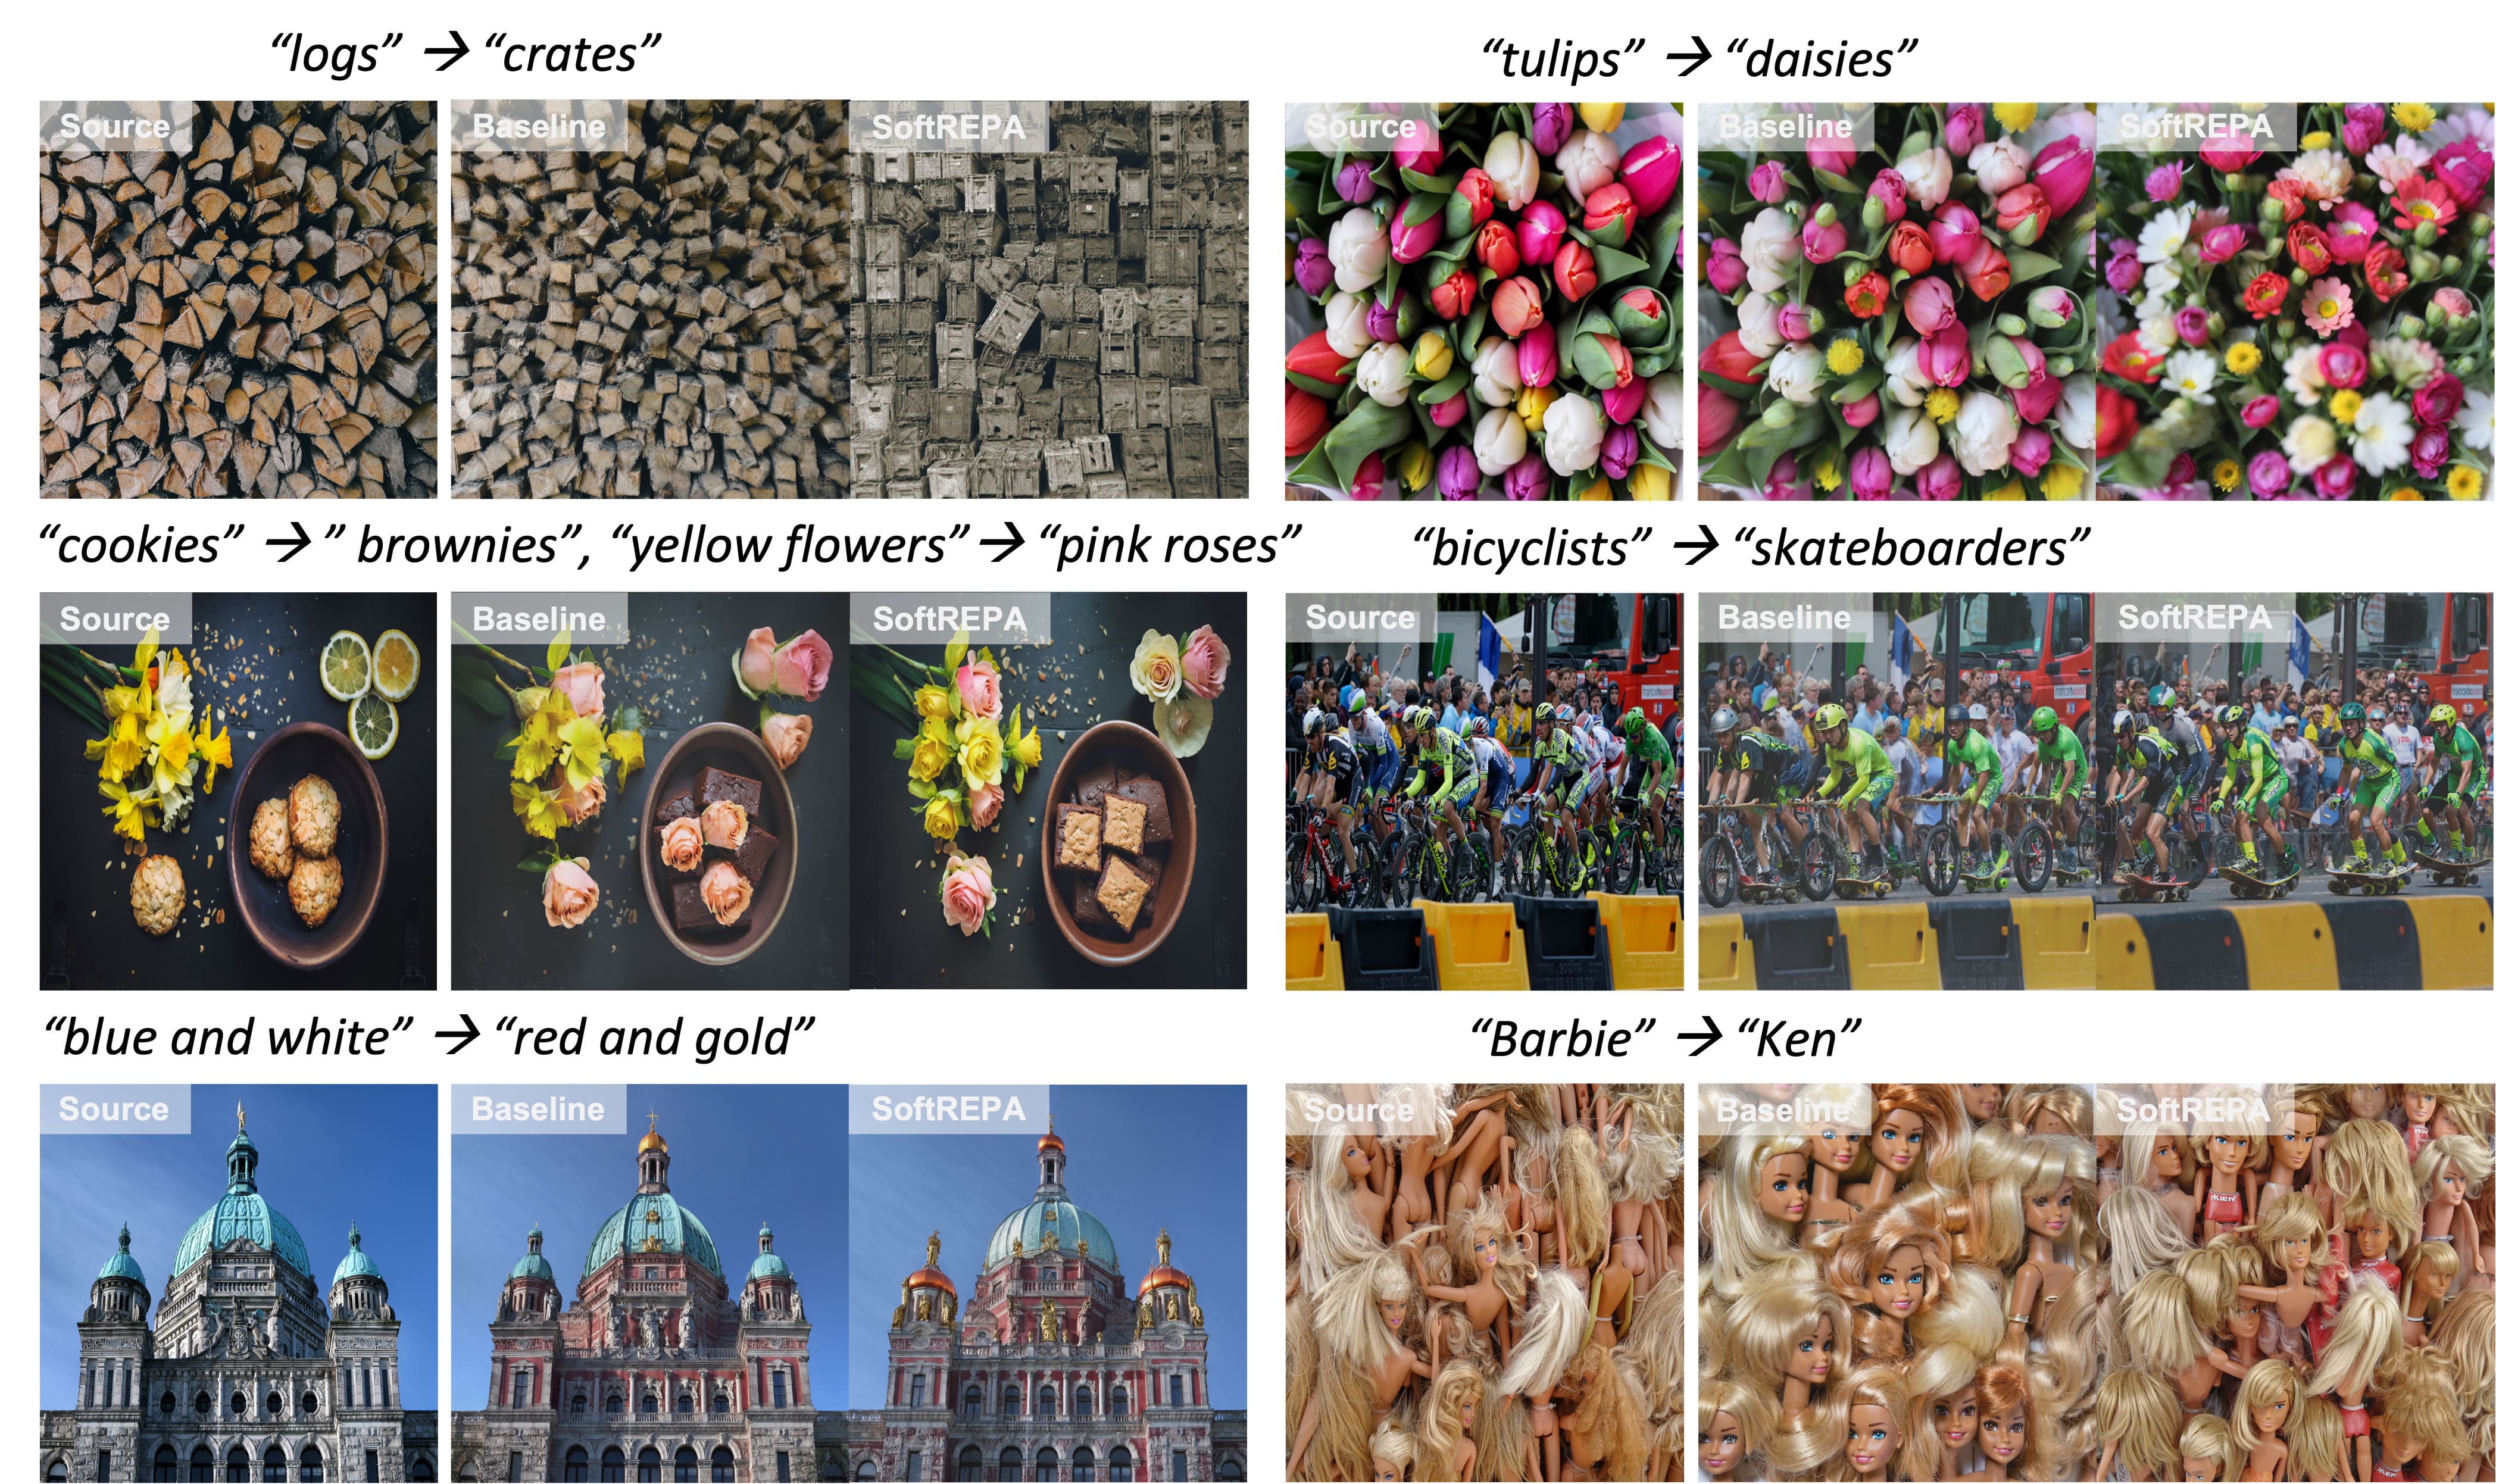 “logs” → “crates”
“tulips” → “daisies”
Source
Baseline
SoftREPA
Source
Baseline
SoftREPA
“cookies” → ” brownies”, “yellow flowers” → “pink roses”
“bicyclists” → “skateboarders”
Source
Baseline
SoftREPA
Source
Baseline
SoftREPA
“blue and white” → “red and gold”
“Barbie” → “Ken”
Source
Baseline
SoftREPA
Source
Baseline
SoftREPA